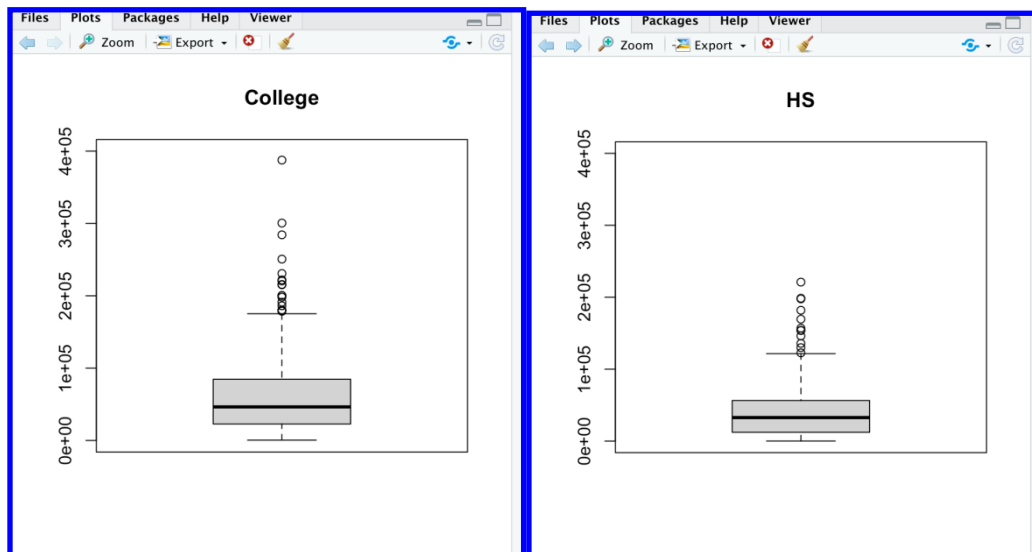 Files Plots Packages Help Viewer
Zoom Export
College
4e+05
3e+05
2e+05
1e+05
0e+00
Files Plots Packages Help Viewer
Zoom Export
HS
4e+05
3e+05
2e+05
1e+05
0e+00